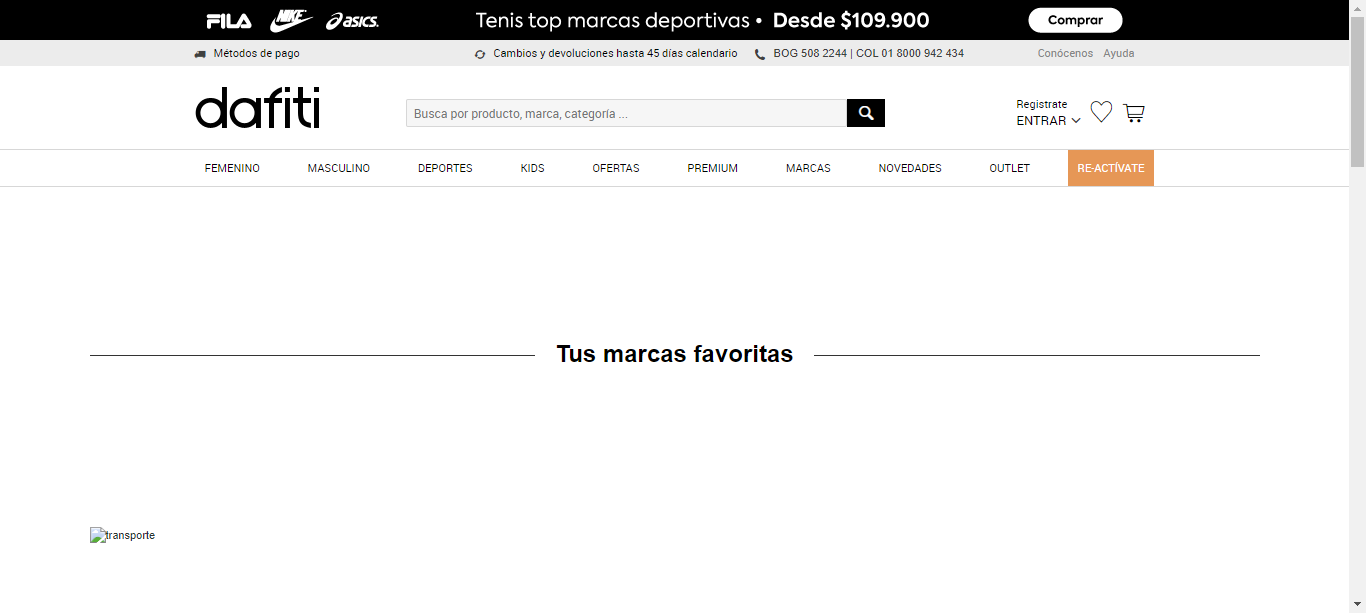 FILA NIKE asics. Tenis top marcas deportivas • Desde $109.900 Comprar
Métodos de pago Cambios y devoluciones hasta 45 días calendario BOG 508 2244 | COL 01 8000 942 434 Conócenos Ayuda
dafiti
Busca por producto, marca, categoría ...
Registrate
ENTRAR
FEMENINO MASCULINO DEPORTES KIDS OFERTAS PREMIUM MARCAS NOVEDADES OUTLET RE-ACTÍVATE
Tus marcas favoritas
transporte